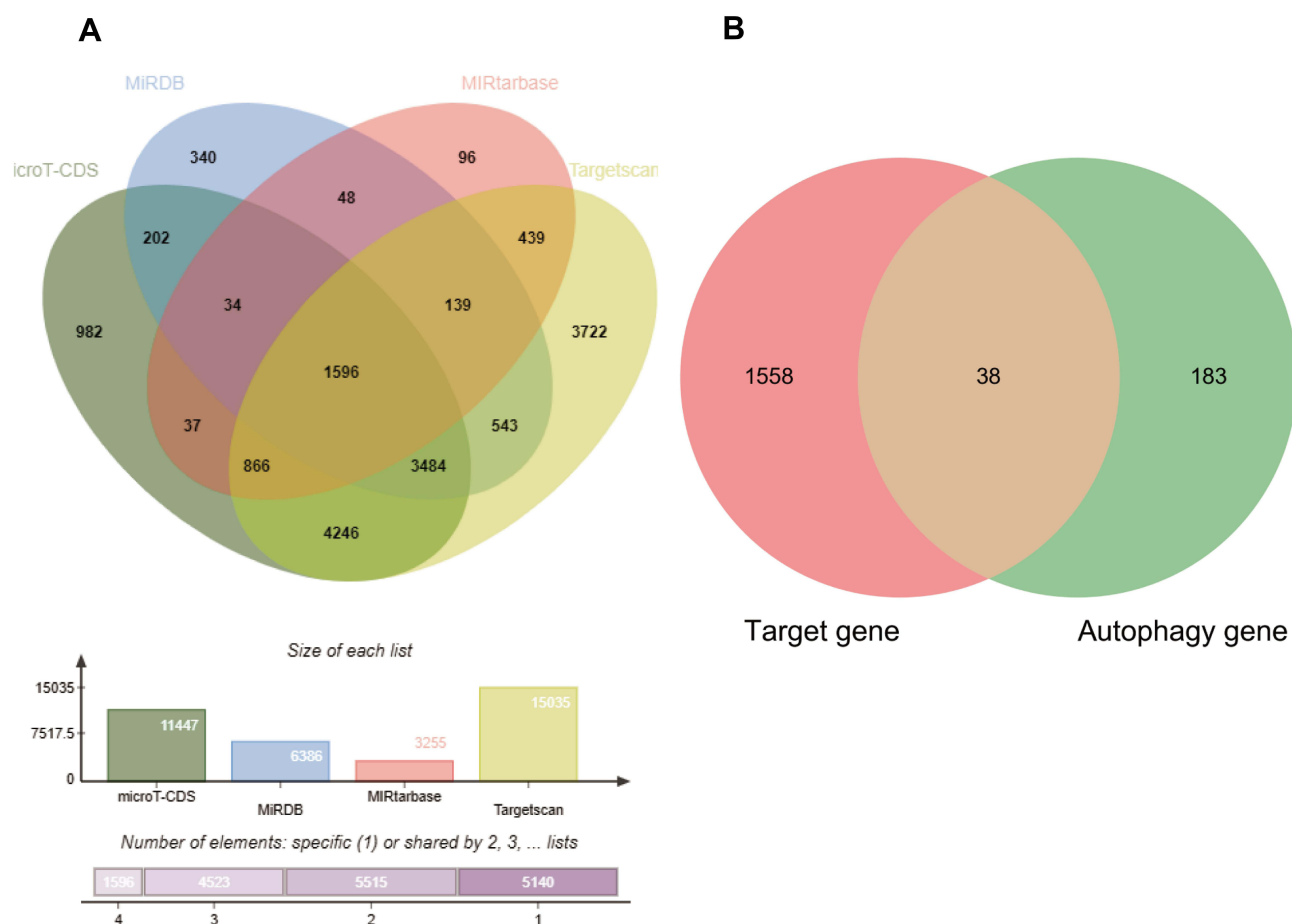 A
B
MiRDB
MIRtarbase
icroT-CDS
Targetscan
340
96
48
202
439
34
139
982
3722
1596
37
543
866
3484
4246
1558
38
183
Target gene
Autophagy gene
Size of each list
15035
7517.5
0
11447
6386
3255
15035
microT-CDS
MiRDB
MIRtarbase
Targetscan
Number of elements: specific (1) or shared by 2, 3, ... lists
1596
4523
5515
5140
4
3
2
1